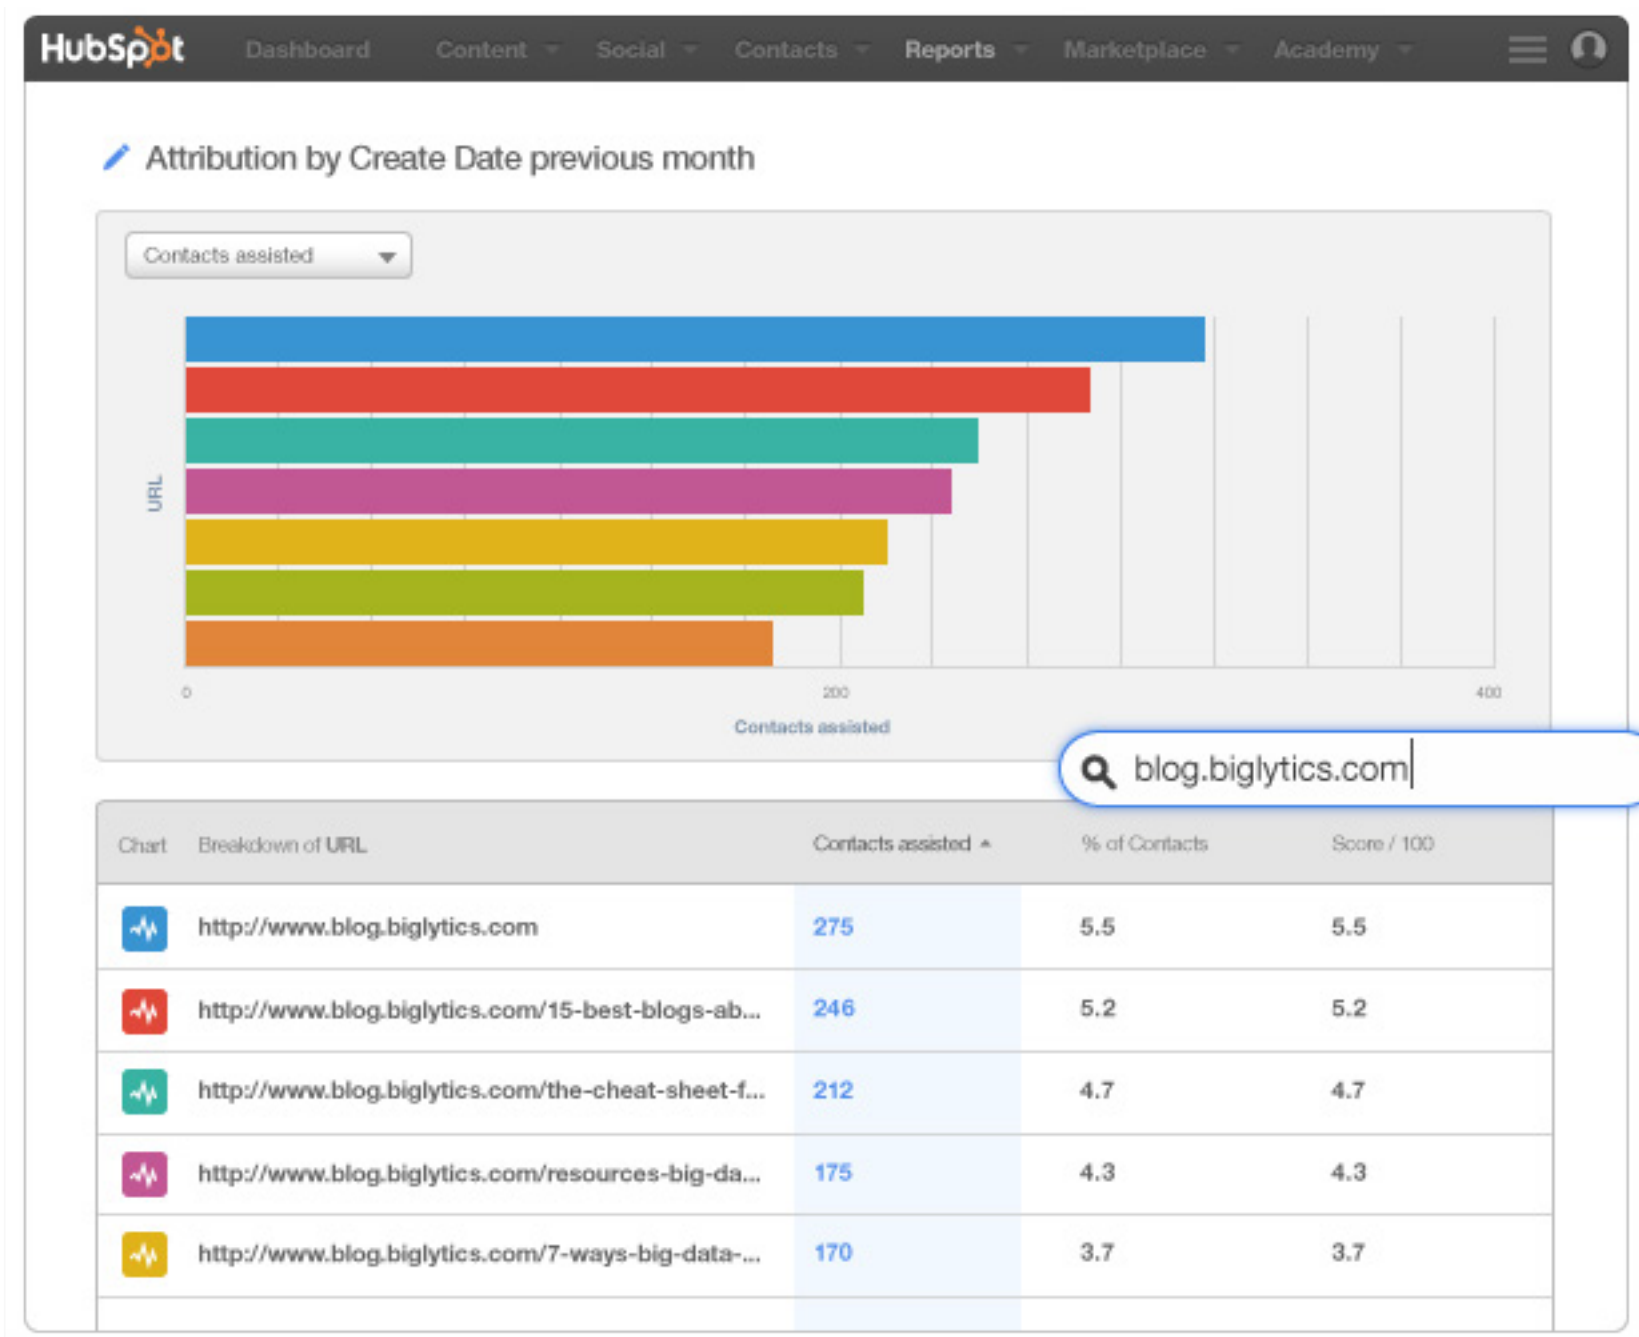 HubSpot Dashboard Content Social Contacts Reports Marketplace Academy
Attribution by Create Date previous month
Contacts assisted
URL
0 200 400
Contacts assisted
blog.biglytics.com
Chart Breakdown of URL Contacts assisted % of Contacts Score / 100
http://www.blog.biglytics.com 275 5.5 5.5
http://www.blog.biglytics.com/15-best-blogs-ab... 246 5.2 5.2
http://www.blog.biglytics.com/the-cheat-sheet-f... 212 4.7 4.7
http://www.blog.biglytics.com/resources-big-da... 175 4.3 4.3
http://www.blog.biglytics.com/7-ways-big-data-... 170 3.7 3.7